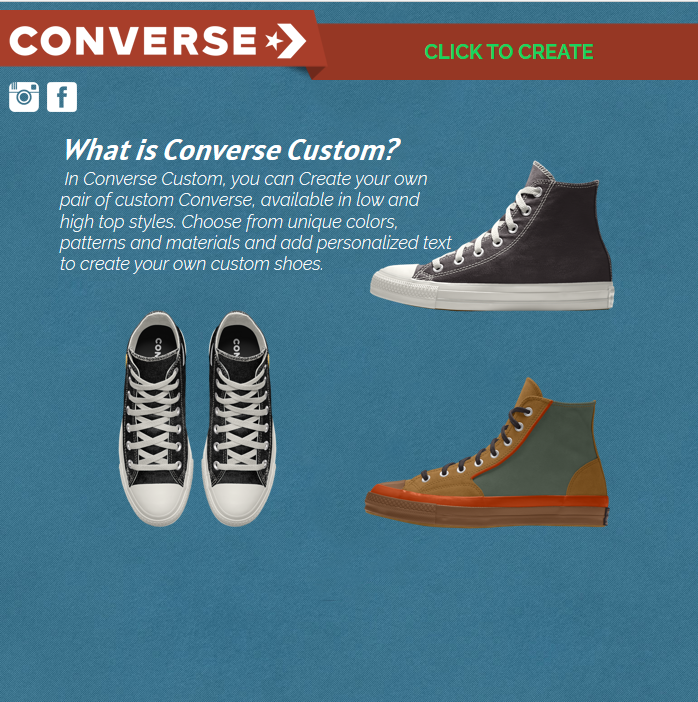 CONVERSE
CLICK TO CREATE
What is Converse Custom?
In Converse Custom, you can Create your own
pair of custom Converse, available in low and
high top styles. Choose from unique colors,
patterns and materials and add personalized text
to create your own custom shoes.
CON
CON